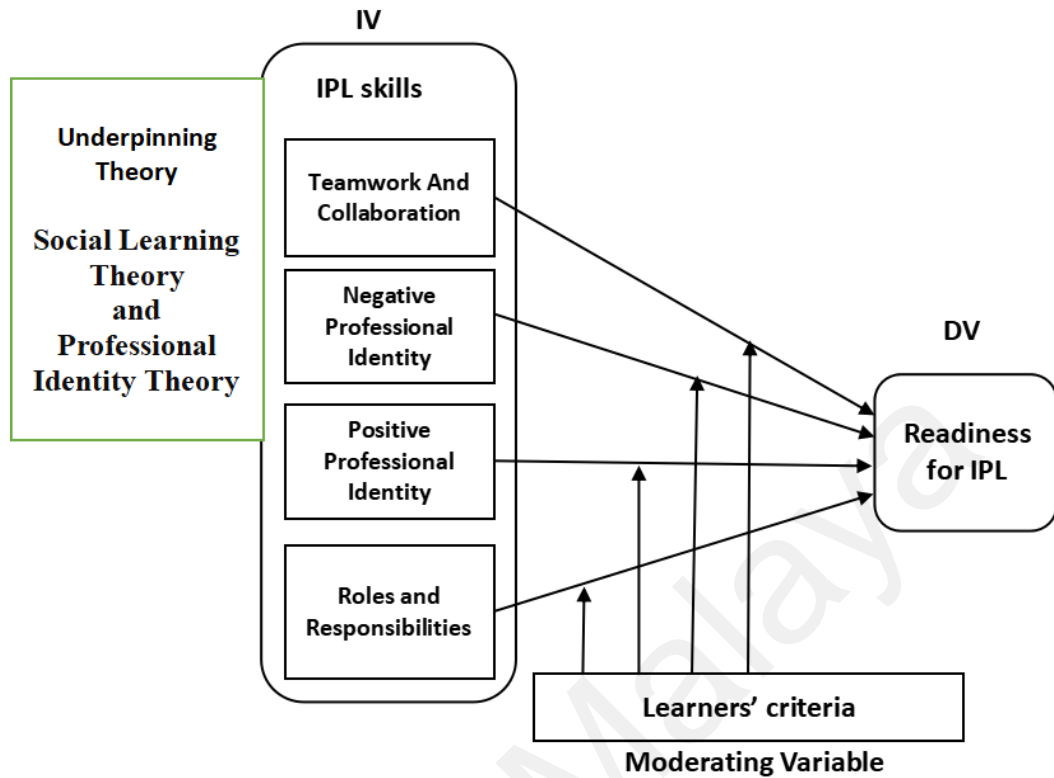 IV
IPL skills
Underpinning
Theory
Social Learning
Theory
and
Professional
Identity Theory
Teamwork And
Collaboration
Negative
Professional
Identity
Positive
Professional
Identity
Roles and
Responsibilities
DV
Readiness
for IPL
Learners’ criteria
Moderating Variable
Malaya